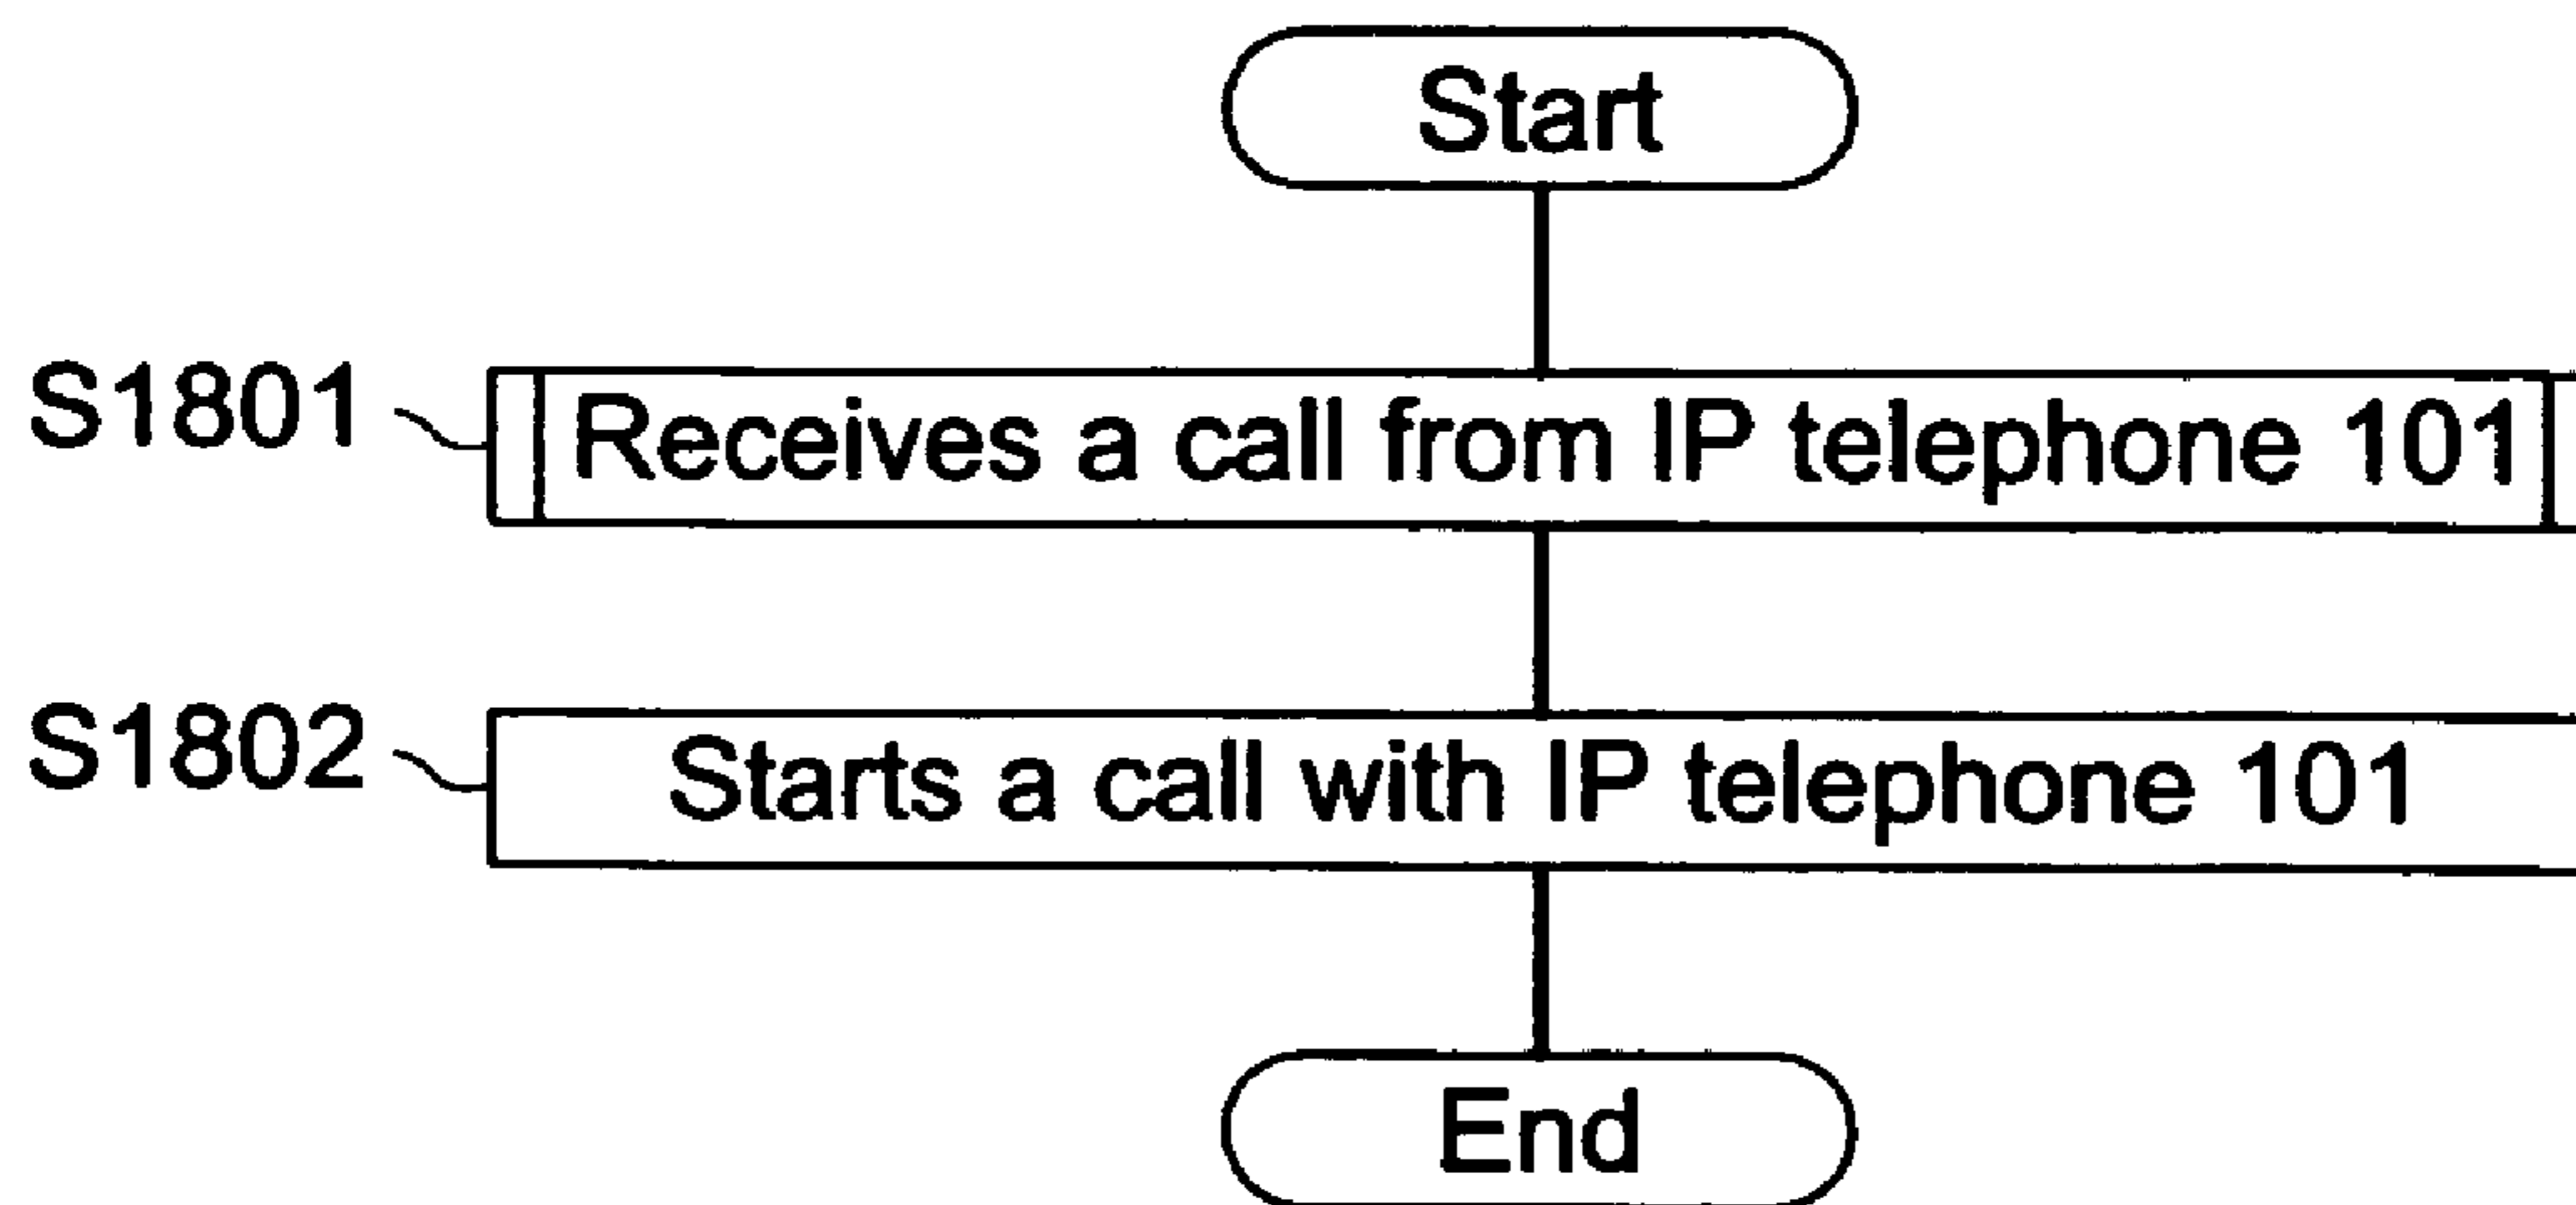 Start
S1801 Receives a call from IP telephone 101
S1802 Starts a call with IP telephone 101
End